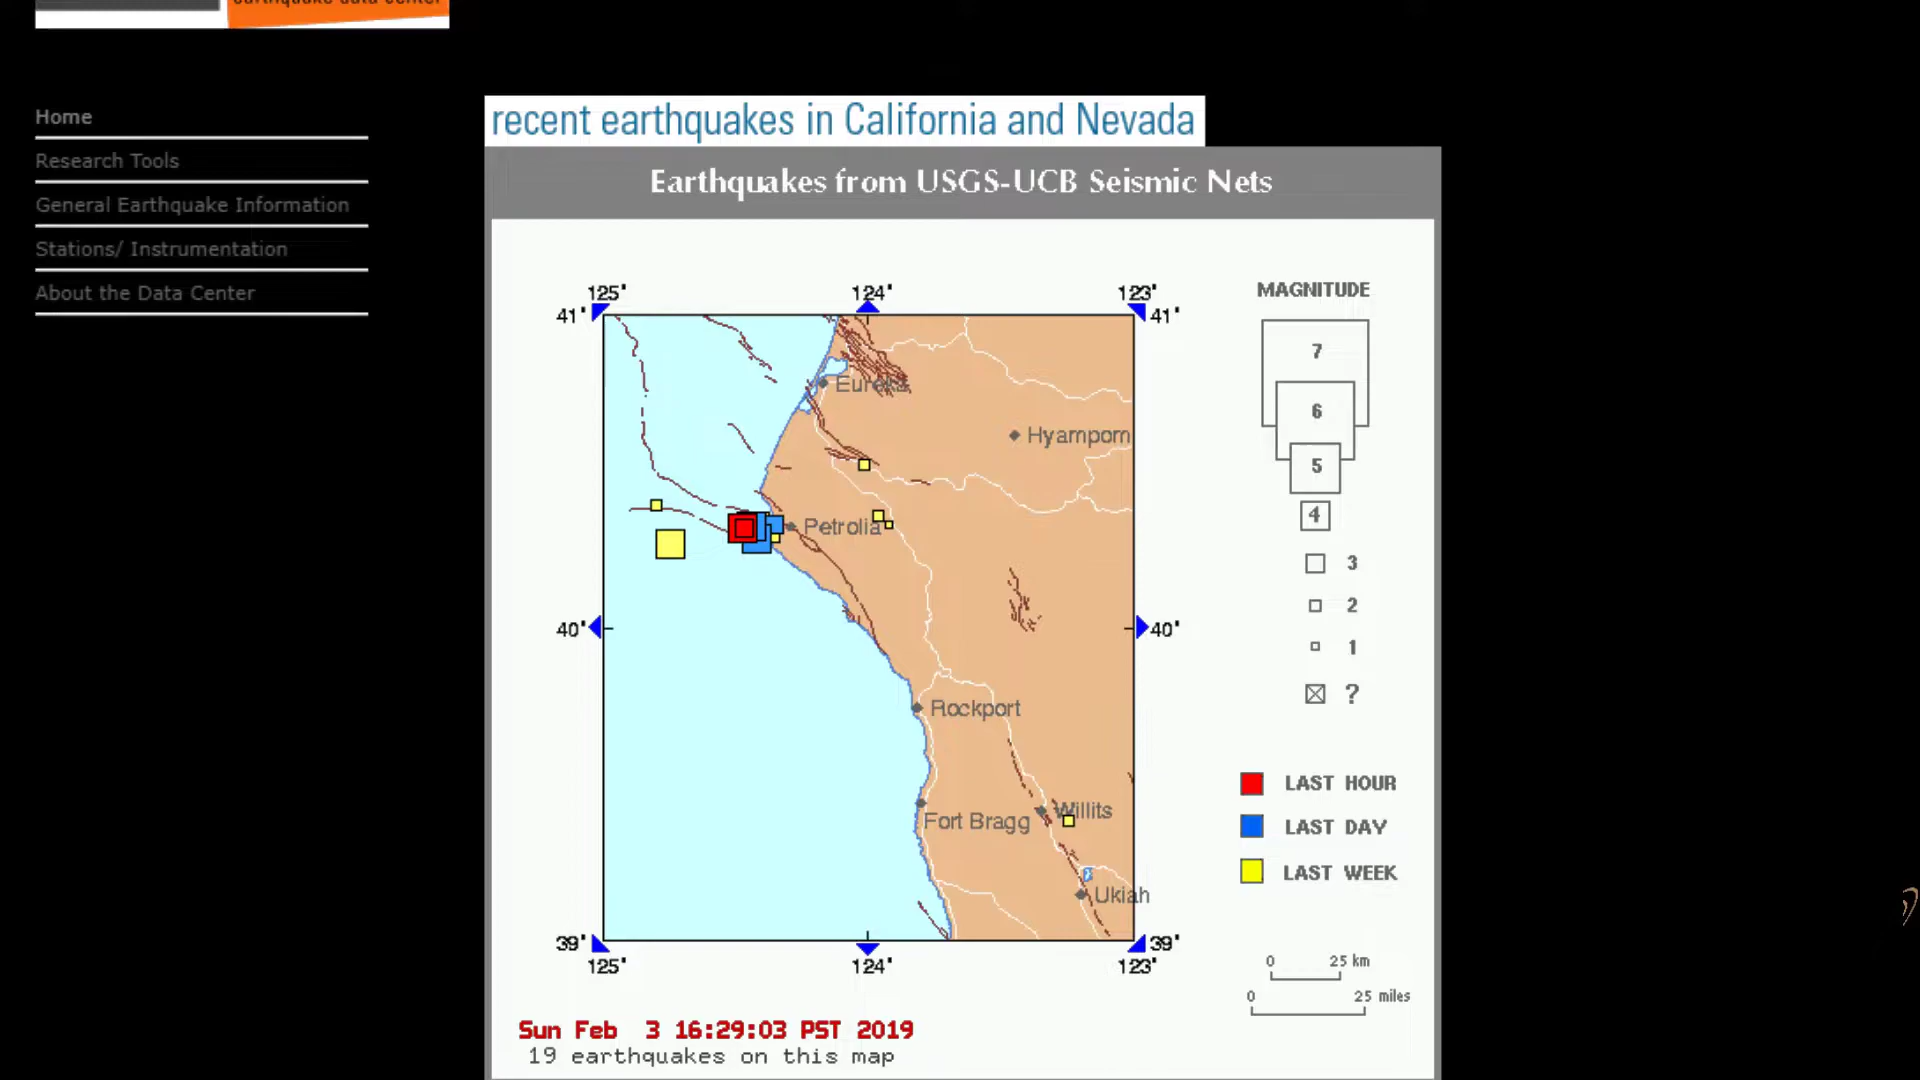 earthquake data center
Home
Research Tools
General Earthquake Information
Stations/ Instrumentation
About the Data Center
recent earthquakes in California and Nevada
Earthquakes from USGS-UCB Seismic Nets
125° 124° 123°
41° 41°
Eureka
Hyampom
Petrolia
40° 40°
Rockport
Willits
Fort Bragg
Ukiah
39° 39°
125° 124° 123°
MAGNITUDE
7
6
5
4
3
2
1
?
LAST HOUR
LAST DAY
LAST WEEK
0 25 km
0 25 miles
Sun Feb 3 16:29:03 PST 2019
19 earthquakes on this map